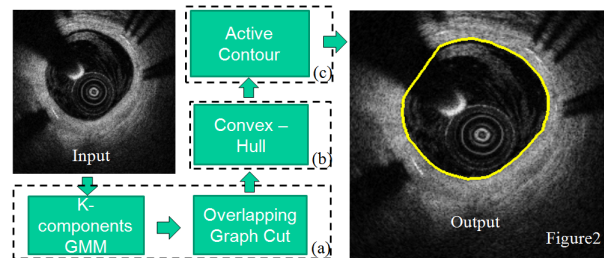 Input
K-
components
GMM
Overlapping
Graph Cut
(a)
Convex –
Hull
(b)
Active
Contour
(c)
Output
Figure2